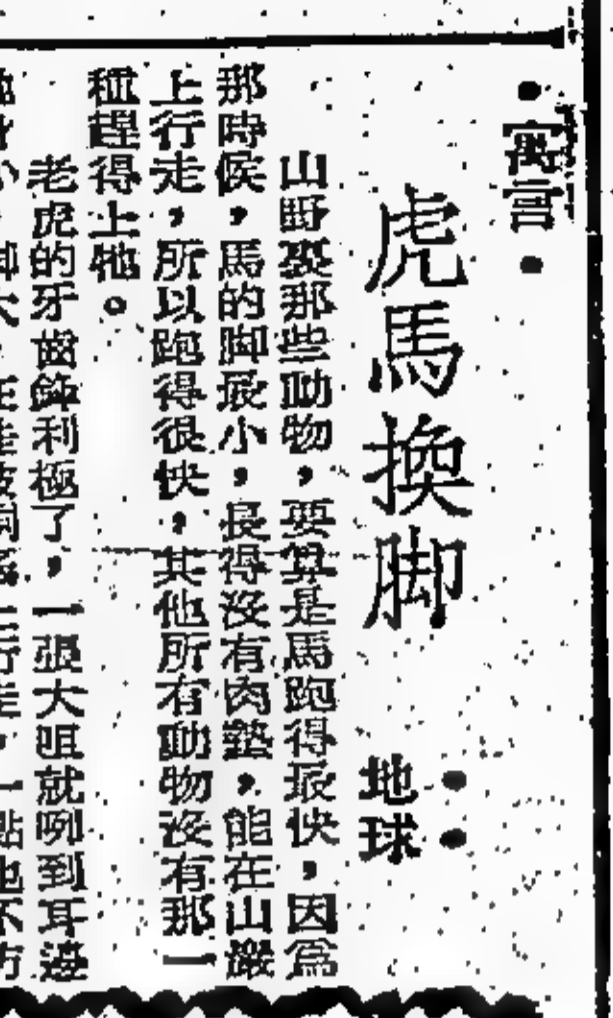 •寓言•
虎馬換脚
••地球
山野裏那些動物，要算是馬跑得最快，因爲
那時候，馬的脚最小，長得沒有肉墊，能在山巖
上行走，所以跑得很快，其他所有動物沒有那一
種趕得上牠。
老虎的牙齒鋒利極了，一張大咀就咧到耳邊